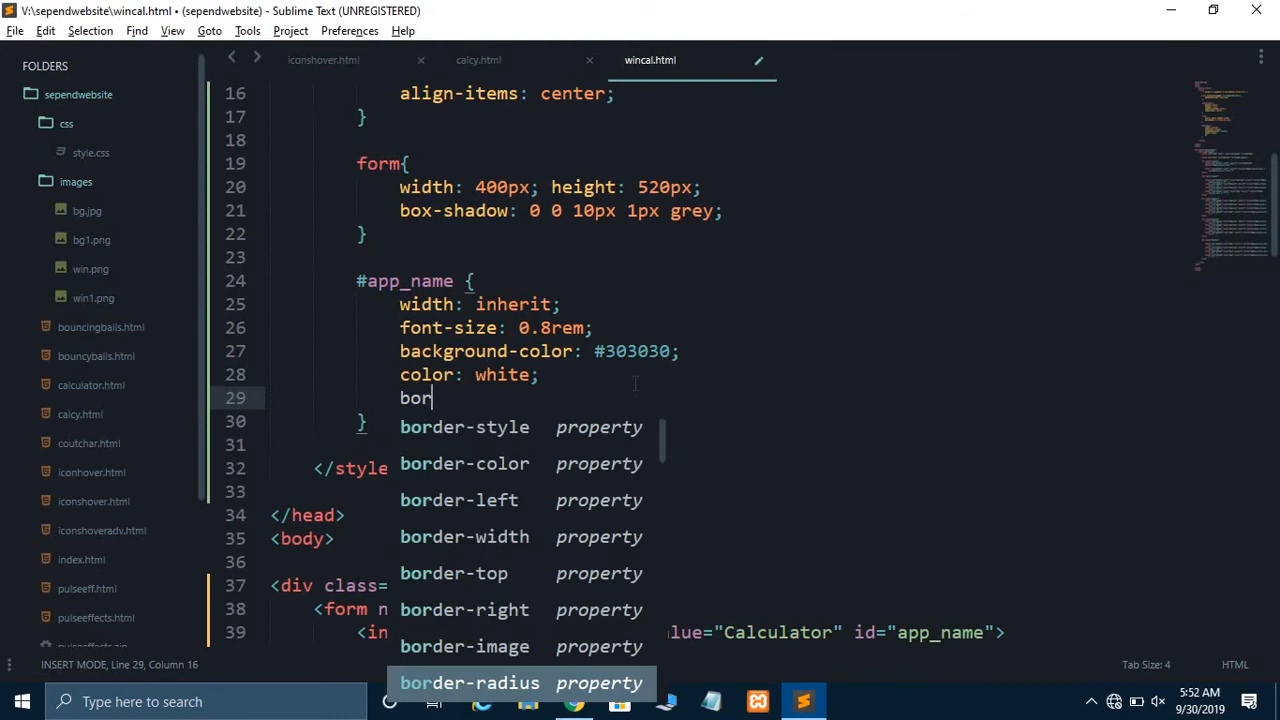 V:\sependwebsite\wincal.html • (sependwebsite) - Sublime Text (UNREGISTERED)
File Edit Selection Find View Goto Tools Project Preferences Help
FOLDERS
sependwebsite
css
style.css
images
bg.jpg
bg1.png
win.png
win1.png
bouncingballs.html
bouncyballs.html
calculator.html
calcy.html
coutchar.html
iconhover.html
iconshover.html
iconshoveradv.html
index.html
pulseeff.html
pulseeffects.html
pulseeffects.zip
iconshover.html calcy.html wincal.html
16 align-items: center;
17 }
18
19 form{
20 width: 400px; height: 520px;
21 box-shadow: 0 0 10px 1px grey;
22 }
23
24 #app_name {
25 width: inherit;
26 font-size: 0.8rem;
27 background-color: #303030;
28 color: white;
29 bor
30 }
border-style property
31
border-color property
32 </style
33
border-left property
34 </head>
35 <body>
border-width property
36
border-top property
37 <div class=
38 <form n
border-right property
39 <in lue="Calculator" id="app_name">
border-image property
border-radius property
INSERT MODE, Line 29, Column 16 Tab Size: 4 HTML
Type here to search
5:52 AM
9/30/2019